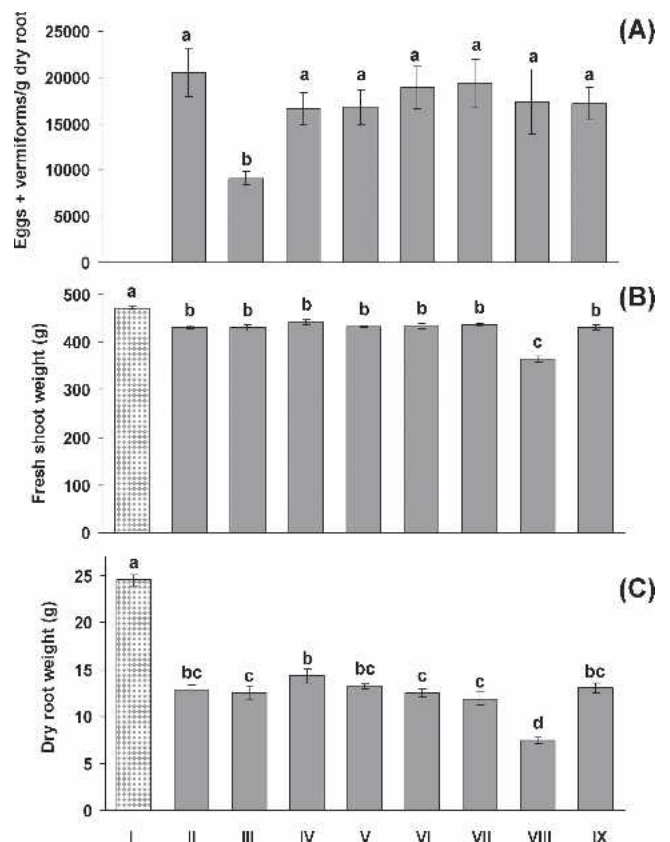 (A)
Eggs + vermiforms/g dry root
25000
20000
15000
10000
5000
0
a
b
a
a
a
a
a
a
(B)
Fresh shoot weight (g)
500
400
300
200
100
0
a
b
b
b
b
b
b
c
b
(C)
Dry root weight (g)
25
20
15
10
5
0
a
bc
c
b
bc
c
c
d
bc
I II III IV V VI VII VIII IX